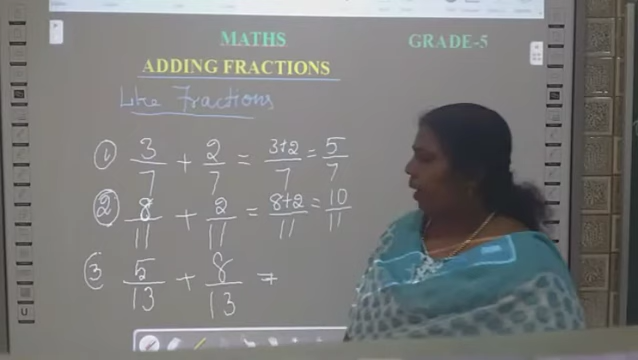 MATHS GRADE-5
ADDING FRACTIONS
Like Fractions
① 3/7 + 2/7 = 3+2/7 = 5/7
② 8/11 + 2/11 = 8+2/11 = 10/11
③ 5/13 + 8/13 =